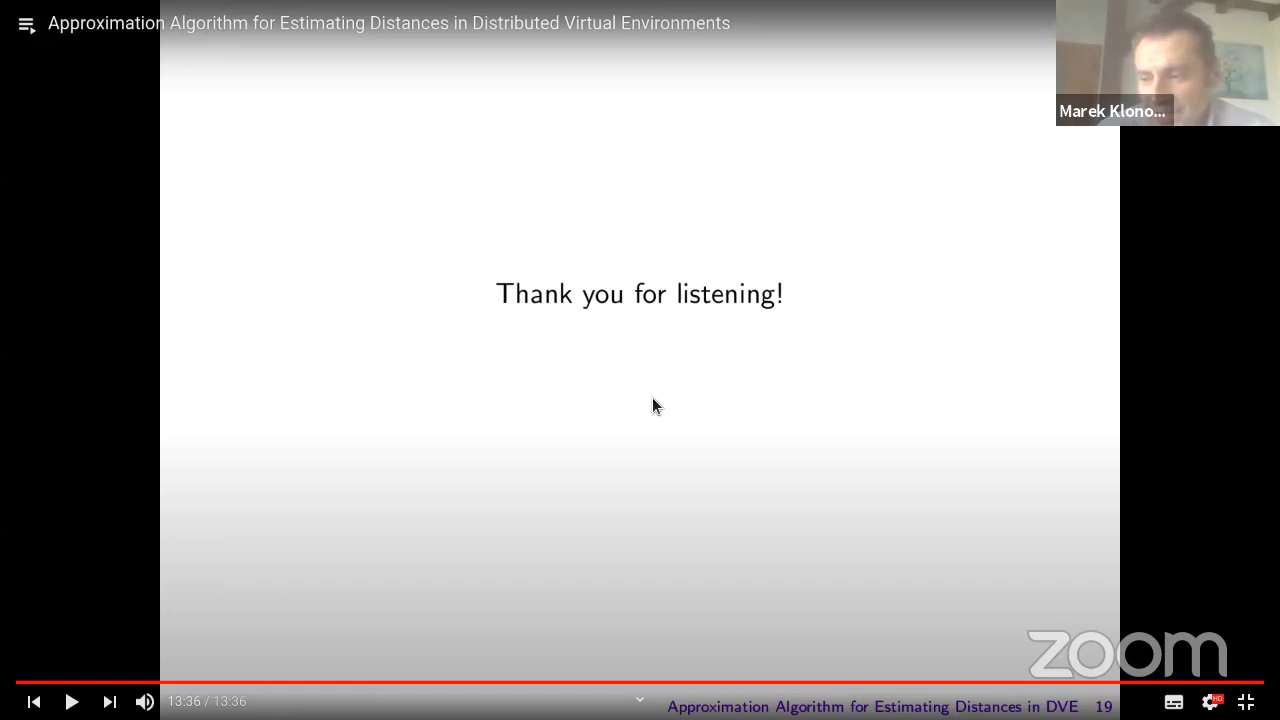 Approximation Algorithm for Estimating Distances in Distributed Virtual Environments
Marek Klono...
Thank you for listening!
zoom
13:36 / 13:36
HD
Approximation Algorithm for Estimating Distances in DVE 19